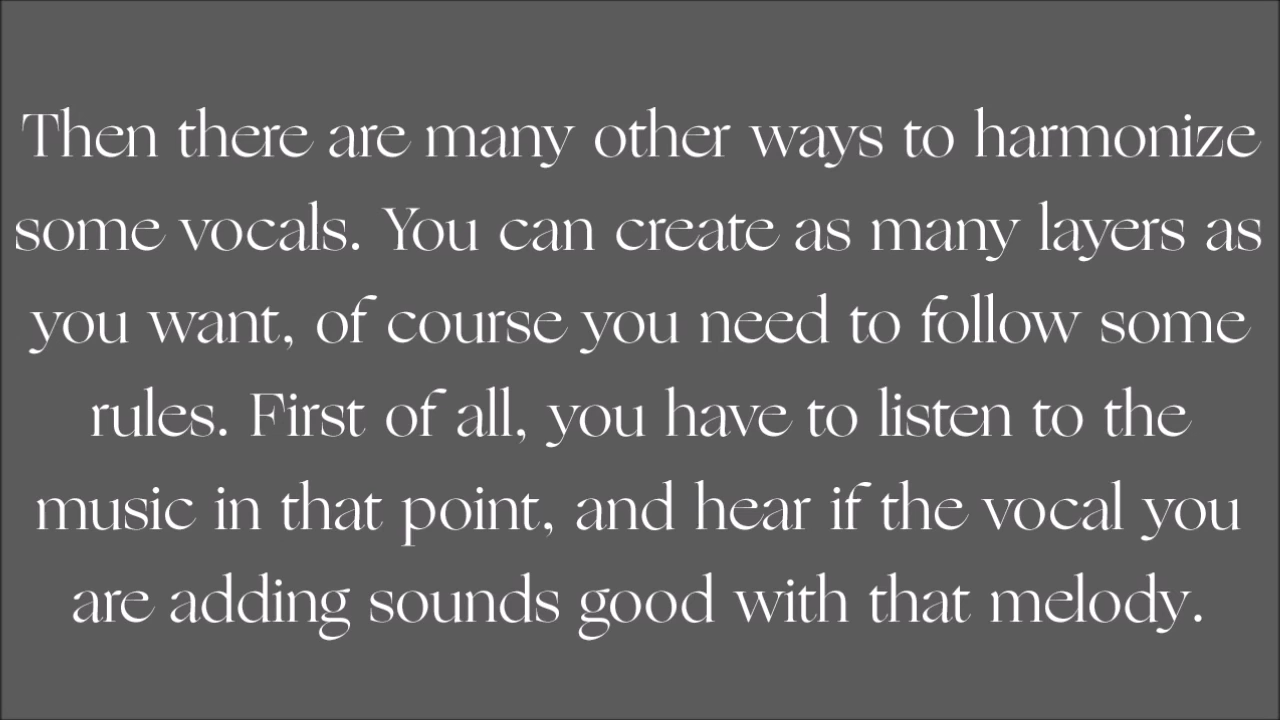 Then there are many other ways to harmonize
some vocals. You can create as many layers as
you want, of course you need to follow some
rules. First of all, you have to listen to the
music in that point, and hear if the vocal you
are adding sounds good with that melody.